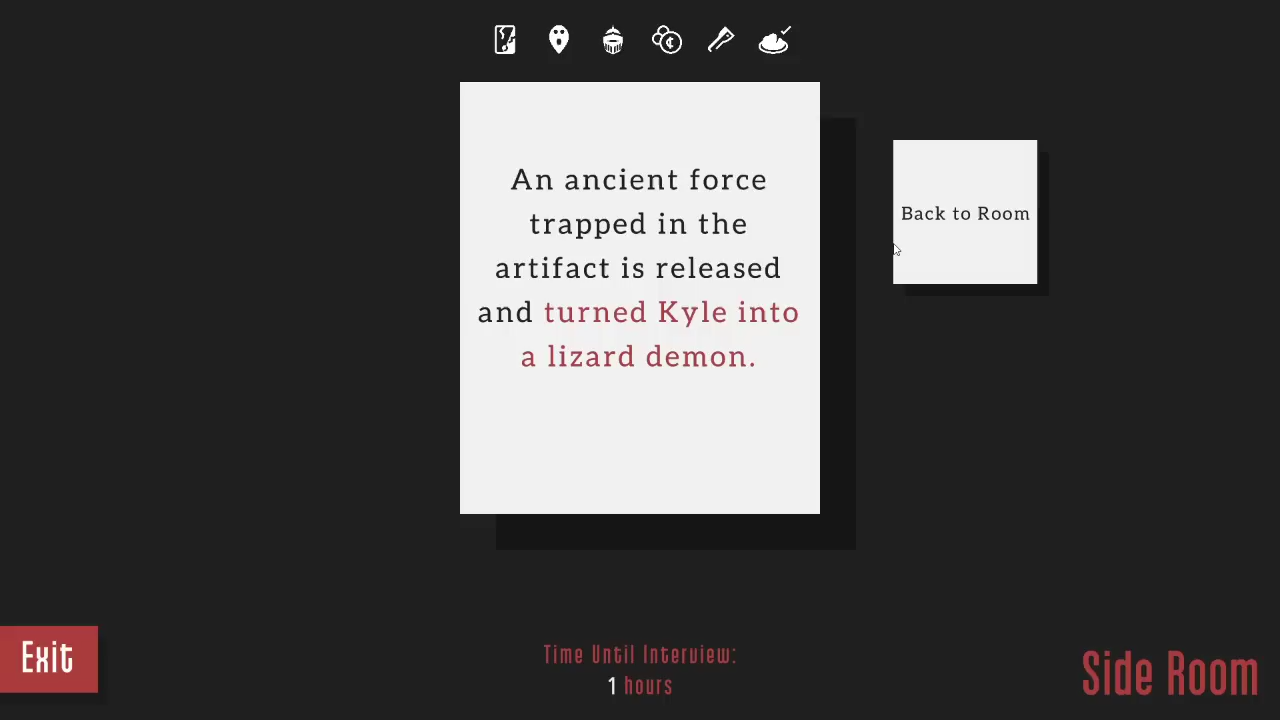 An ancient force
trapped in the
artifact is released
and turned Kyle into
a lizard demon.
Back to Room
Exit
Time Until Interview:
1 hours
Side Room